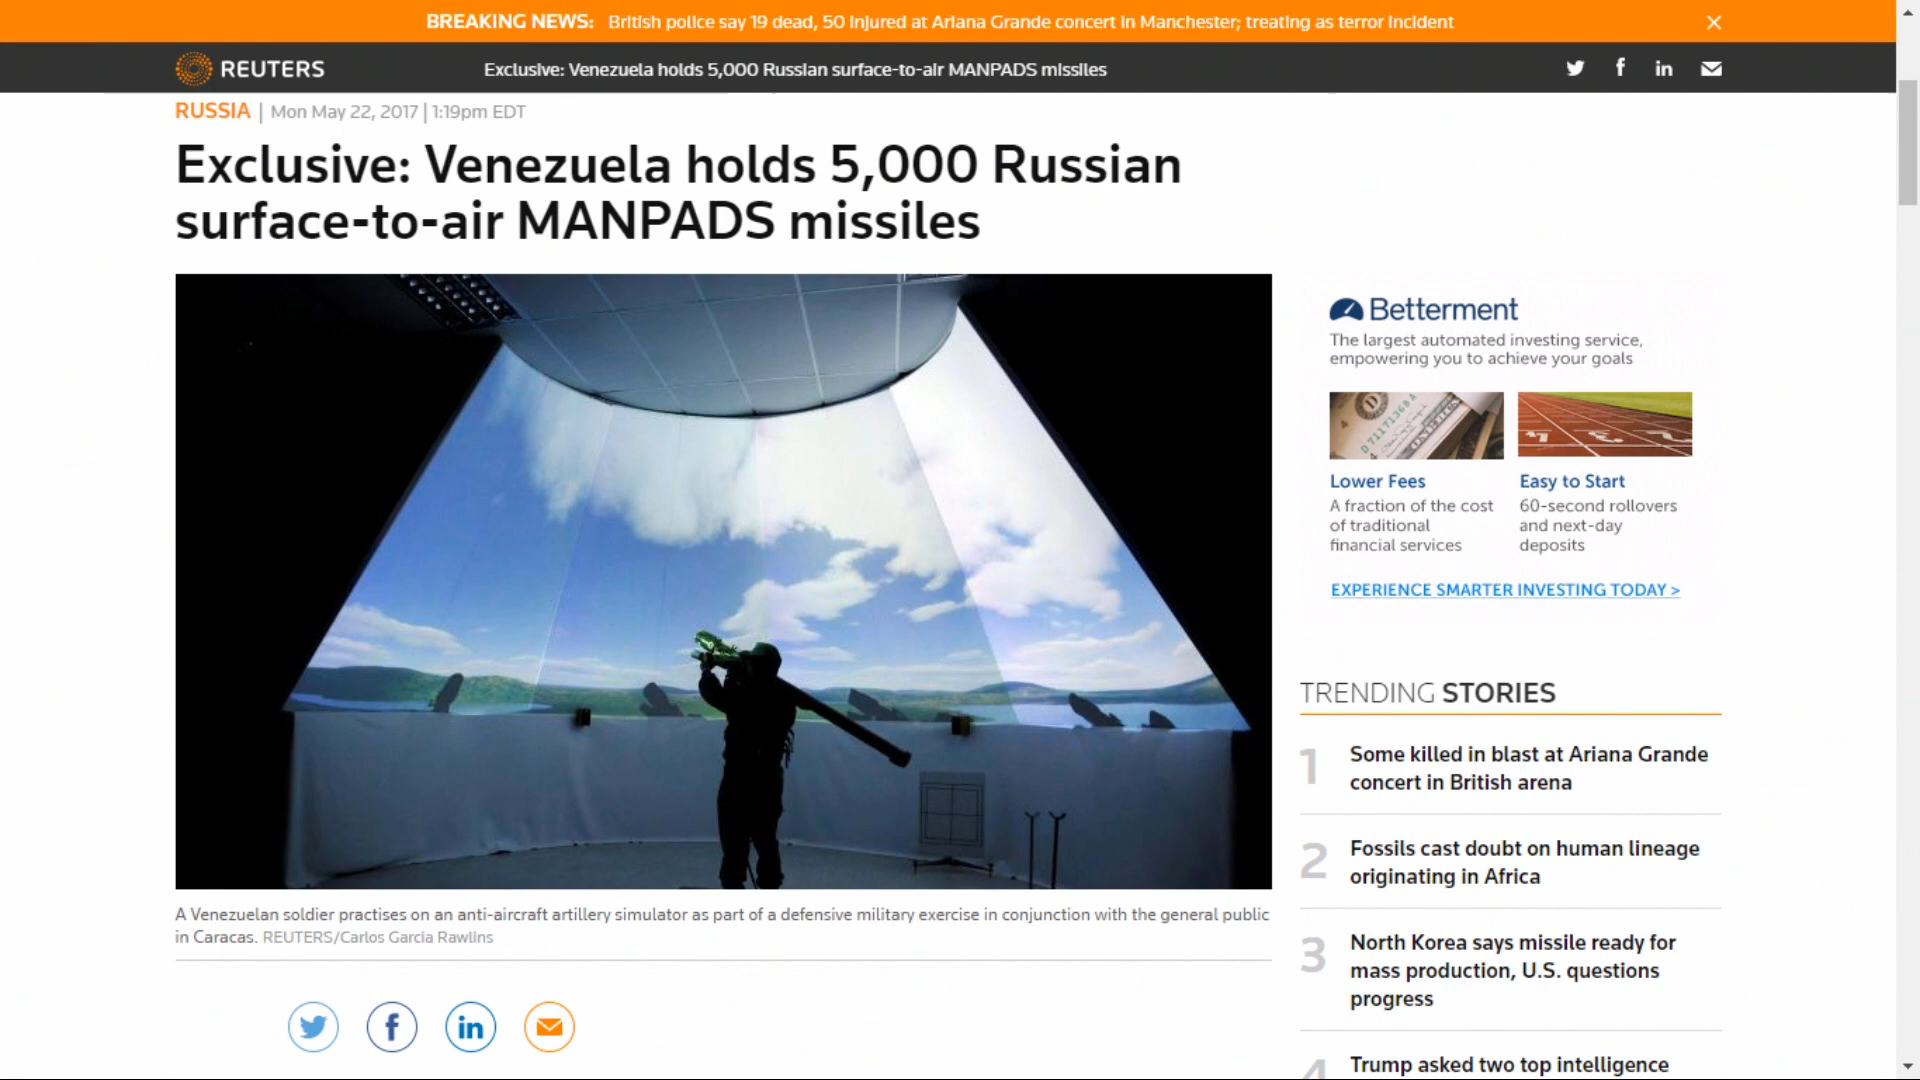 BREAKING NEWS: British police say 19 dead, 50 injured at Ariana Grande concert in Manchester; treating as terror incident
REUTERS
Exclusive: Venezuela holds 5,000 Russian surface-to-air MANPADS missiles
RUSSIA | Mon May 22, 2017 | 1:19pm EDT
Exclusive: Venezuela holds 5,000 Russian
surface-to-air MANPADS missiles
A Venezuelan soldier practises on an anti-aircraft artillery simulator as part of a defensive military exercise in conjunction with the general public
in Caracas. REUTERS/Carlos Garcia Rawlins
Betterment
The largest automated investing service,
empowering you to achieve your goals
Lower Fees
A fraction of the cost
of traditional
financial services
Easy to Start
60-second rollovers
and next-day
deposits
EXPERIENCE SMARTER INVESTING TODAY >
TRENDING STORIES
1
Some killed in blast at Ariana Grande
concert in British arena
2
Fossils cast doubt on human lineage
originating in Africa
3
North Korea says missile ready for
mass production, U.S. questions
progress
4
Trump asked two top intelligence